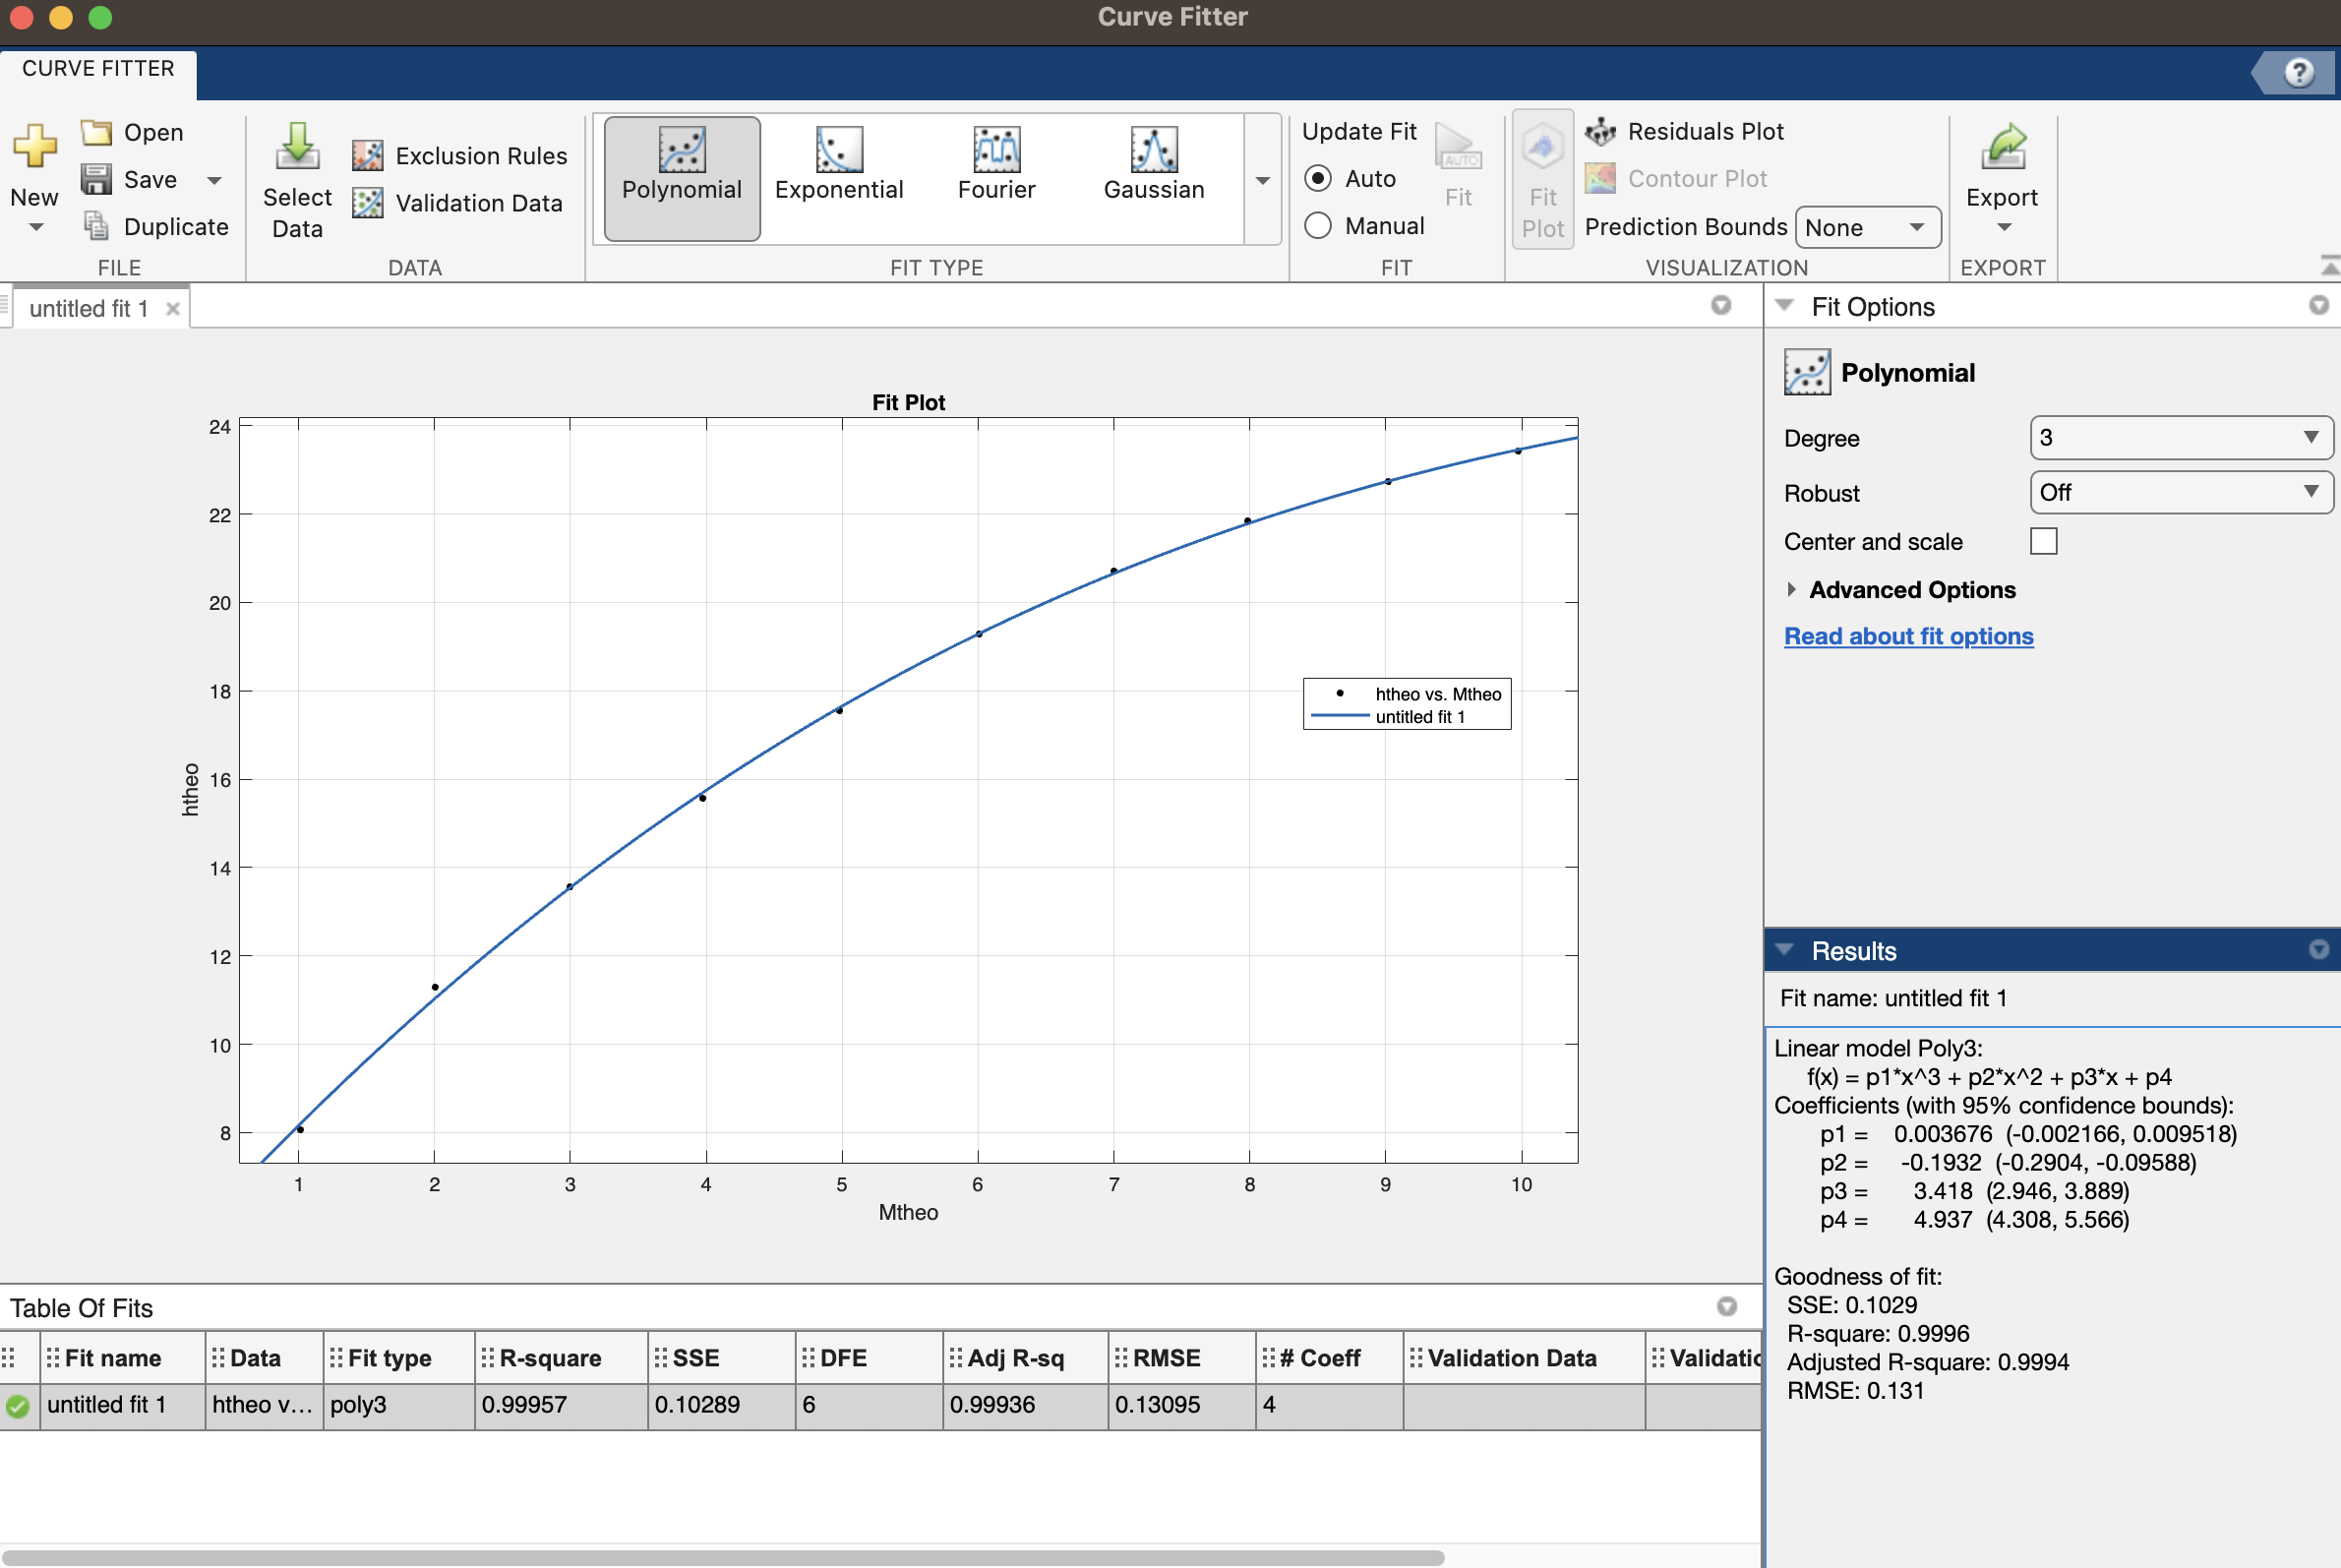 Curve Fitter
CURVE FITTER
?
New
Open
Save
Duplicate
FILE
Select
Data
Exclusion Rules
Validation Data
DATA
Polynomial
Exponential
Fourier
Gaussian
FIT TYPE
Update Fit
Auto
Manual
AUTO
Fit
FIT
Fit
Plot
Residuals Plot
Contour Plot
Prediction Bounds None
VISUALIZATION
Export
EXPORT
untitled fit 1
Fit Plot
24
22
20
18
16
14
12
10
8
htheo
htheo vs. Mtheo
untitled fit 1
1 2 3 4 5 6 7 8 9 10
Mtheo
Fit Options
Polynomial
Degree 3
Robust Off
Center and scale
Advanced Options
Read about fit options
Results
Fit name: untitled fit 1
Linear model Poly3:
f(x) = p1*x^3 + p2*x^2 + p3*x + p4
Coefficients (with 95% confidence bounds):
p1 = 0.003676 (-0.002166, 0.009518)
p2 = -0.1932 (-0.2904, -0.09588)
p3 = 3.418 (2.946, 3.889)
p4 = 4.937 (4.308, 5.566)
Goodness of fit:
SSE: 0.1029
R-square: 0.9996
Adjusted R-square: 0.9994
RMSE: 0.131
Table Of Fits
Fit name Data Fit type R-square SSE DFE Adj R-sq RMSE # Coeff Validation Data Validatic
untitled fit 1 htheo v... poly3 0.99957 0.10289 6 0.99936 0.13095 4